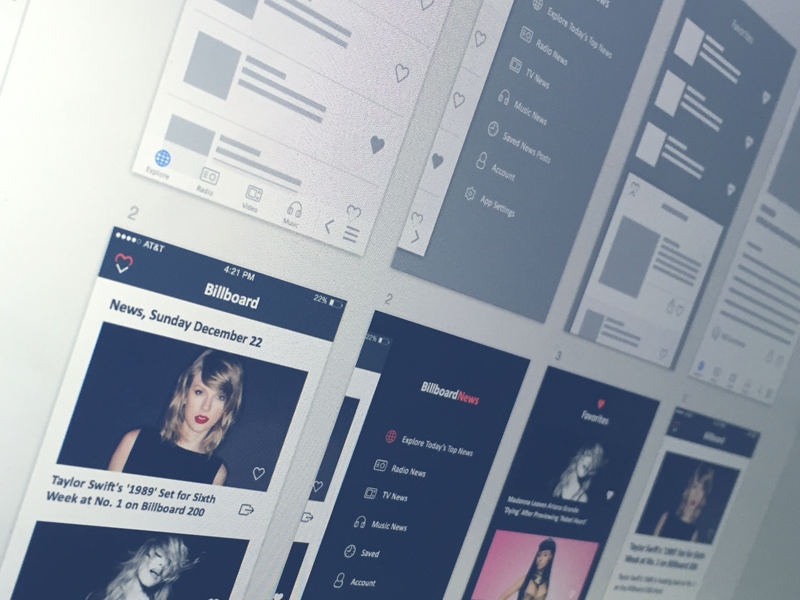 Explore
Radio
Video
Music
Explore Today's Top News
Radio News
TV News
Music News
Saved News Posts
Account
App Settings
Favorites
2
AT&T
4:21 PM
22%
Billboard
News, Sunday December 22
Taylor Swift's '1989' Set for Sixth
Week at No. 1 on Billboard 200
2
22%
BillboardNews
Explore Today's Top News
Radio News
TV News
Music News
Saved
Account
3
Favorites
Madonna Leaves Ariana Grande
'Dying' After Previewing 'Rebel Heart'
Billboard
Taylor Swift's '1989' Set for Sixth
Week at No. 1 on Billboard 200